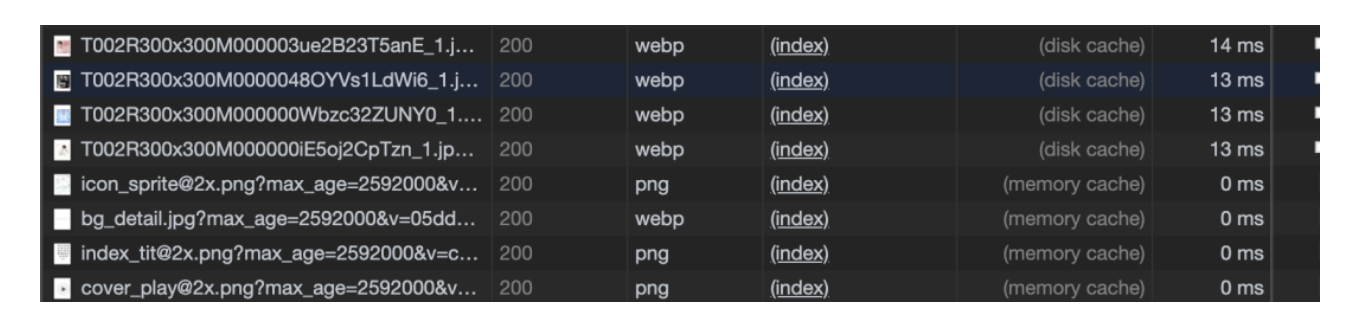 T002R300x300M000003ue2B23T5anE_1.j... 200 webp (index) (disk cache) 14 ms
T002R300x300M0000048OYVs1LdWi6_1.j... 200 webp (index) (disk cache) 13 ms
T002R300x300M000000Wbzc32ZUNY0_1.... 200 webp (index) (disk cache) 13 ms
T002R300x300M000000iE5oj2CpTzn_1.jp... 200 webp (index) (disk cache) 13 ms
icon_sprite@2x.png?max_age=2592000&v... 200 png (index) (memory cache) 0 ms
bg_detail.jpg?max_age=2592000&v=05dd... 200 webp (index) (memory cache) 0 ms
index_tit@2x.png?max_age=2592000&v=c... 200 png (index) (memory cache) 0 ms
cover_play@2x.png?max_age=2592000&v... 200 png (index) (memory cache) 0 ms